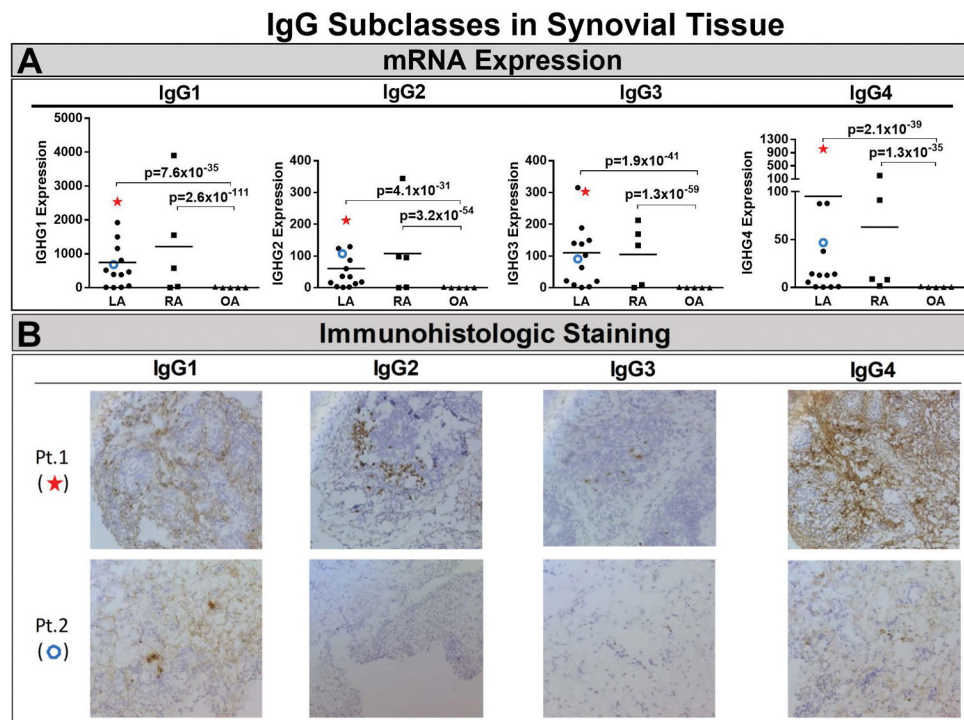 IgG Subclasses in Synovial Tissue
A
mRNA Expression
IgG1
IgG2
IgG3
IgG4
IGHG1 Expression
5000
4000
3000
2000
1000
0
p=7.6x10-35
p=2.6x10-111
LA
RA
OA
IGHG2 Expression
400
300
200
100
0
p=4.1x10-31
p=3.2x10-54
LA
RA
OA
IGHG3 Expression
400
300
200
100
0
p=1.9x10-41
p=1.3x10-59
LA
RA
OA
IGHG4 Expression
1300
900
500
100
100
50
0
p=2.1x10-39
p=1.3x10-35
LA
RA
OA
B
Immunohistologic Staining
IgG1
IgG2
IgG3
IgG4
Pt.1
(★)
Pt.2
(○)